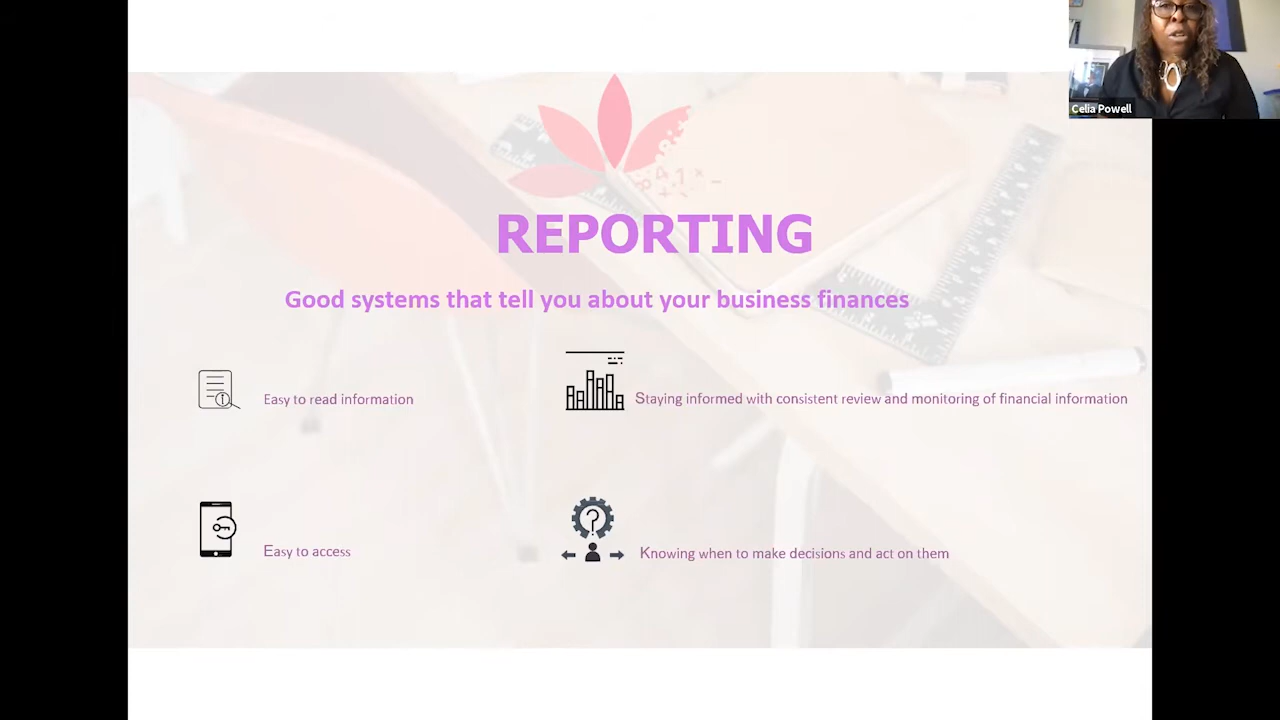 Celia Powell
REPORTING
Good systems that tell you about your business finances
Easy to read information
Staying informed with consistent review and monitoring of financial information
Easy to access
Knowing when to make decisions and act on them